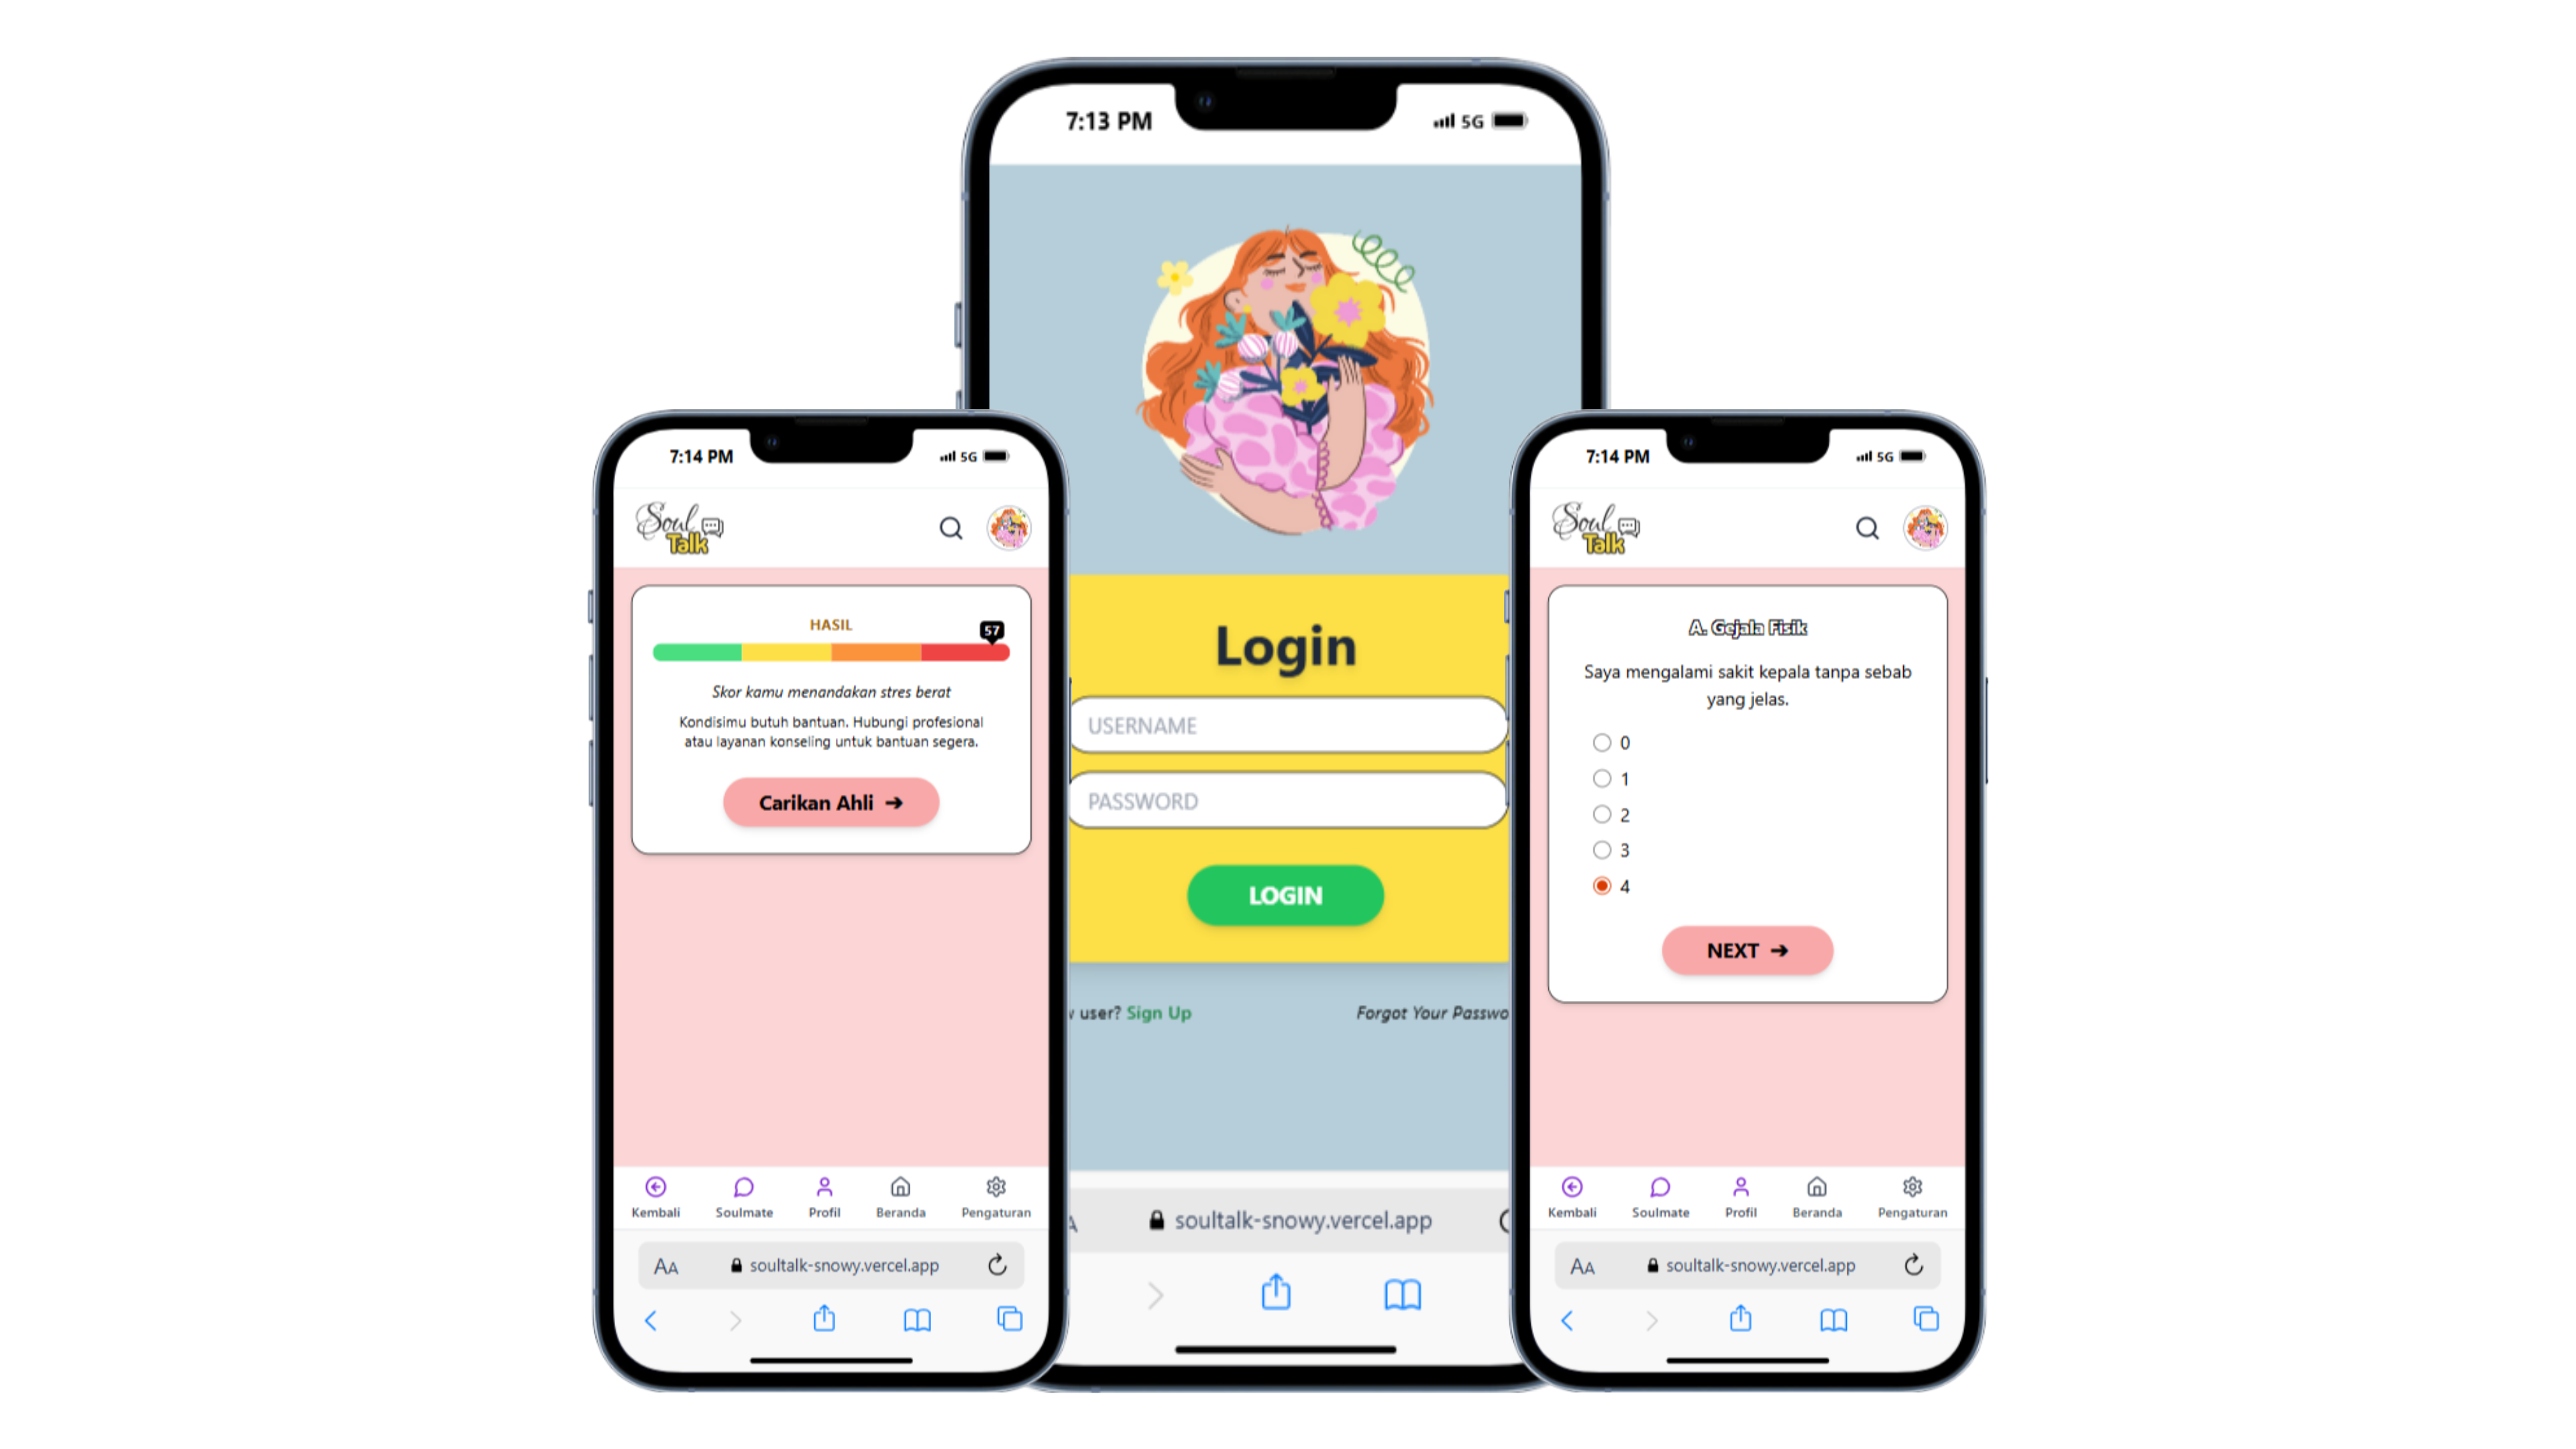 7:13 PM
5G
Login
USERNAME
PASSWORD
LOGIN
user? Sign Up
Forgot Your
soultalk-snowy.vercel.app
7:14 PM
5G
Soul
Talk
HASIL
57
Skor kamu menandakan stres berat
Kondisimu butuh bantuan. Hubungi profesional
atau layanan konseling untuk bantuan segera.
Carikan Ahli ➔
Kembali Soulmate Profil Beranda Pengaturan
AA soultalk-snowy.vercel.app
7:14 PM
5G
Soul
Talk
A. Gejala Fisik
Saya mengalami sakit kepala tanpa sebab
yang jelas.
0
1
2
3
4
NEXT ➔
Kembali Soulmate Profil Beranda Pengaturan
AA soultalk-snowy.vercel.app